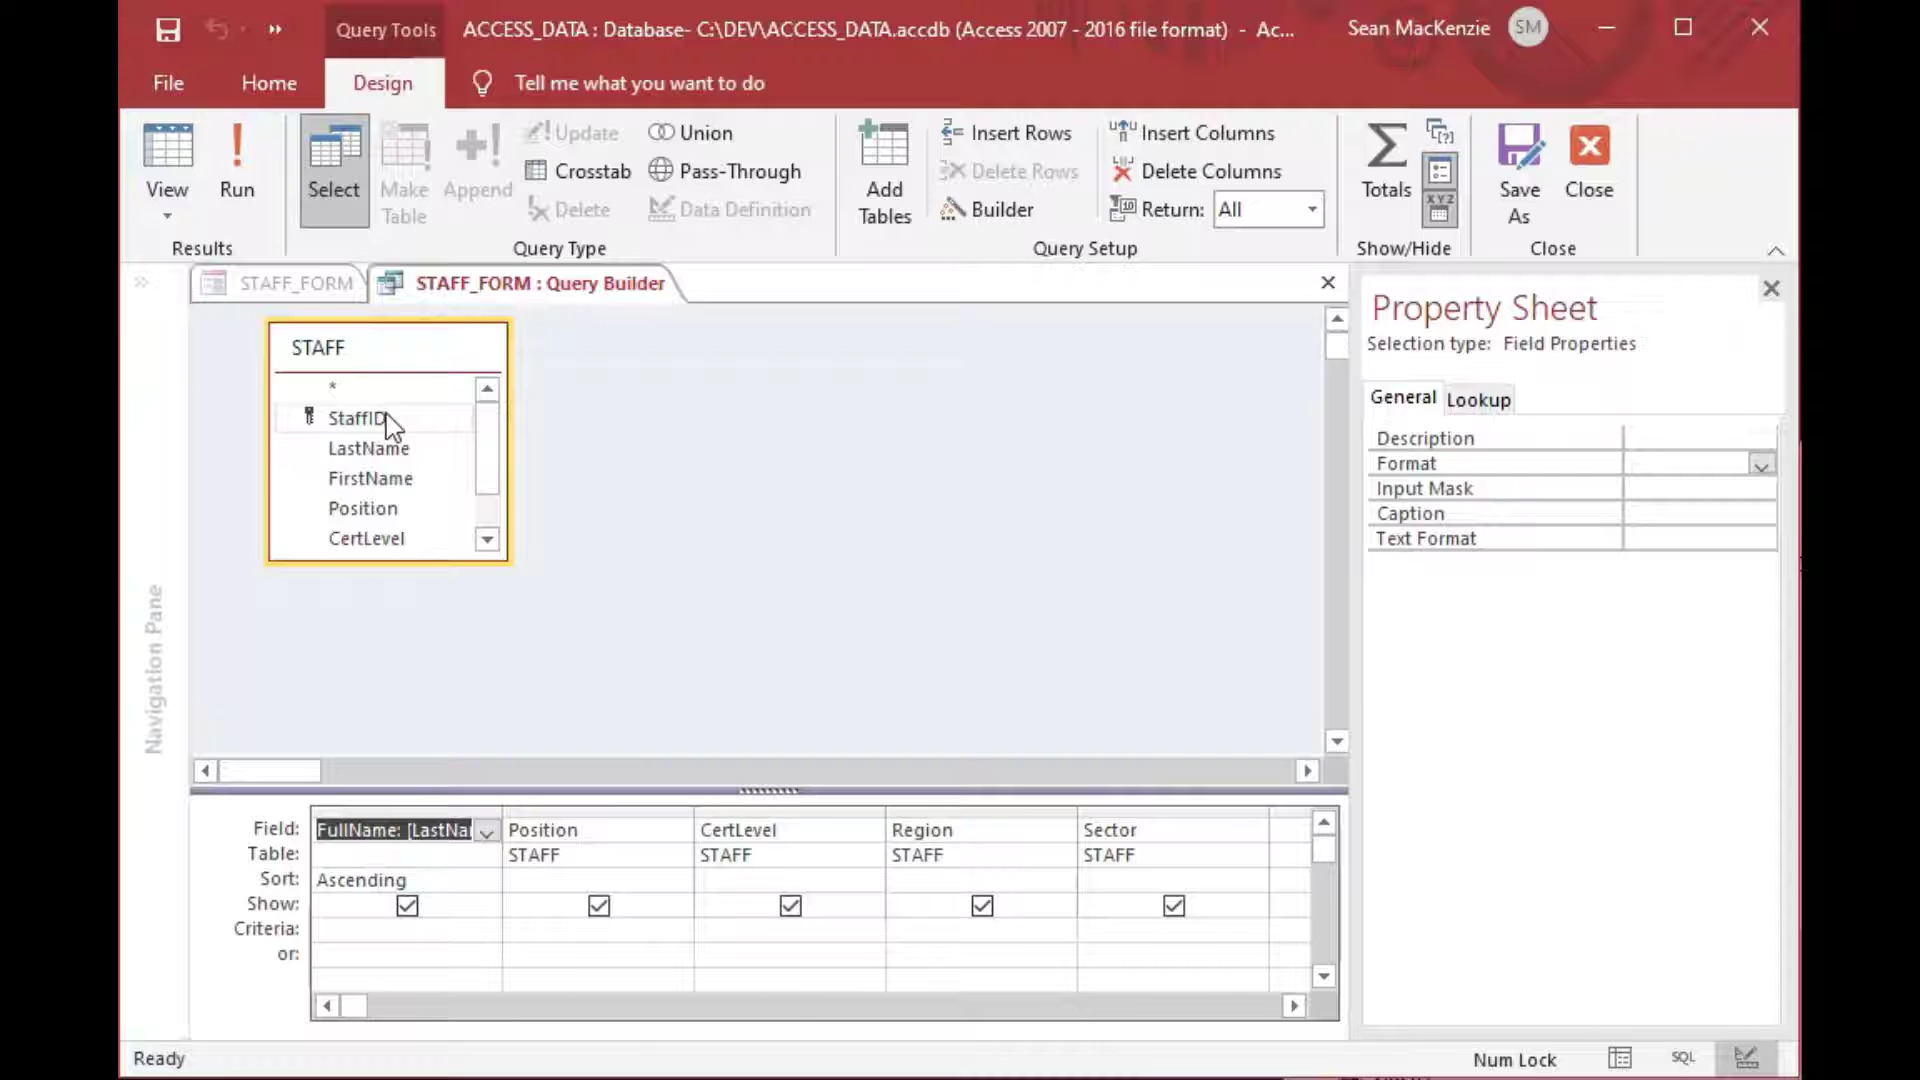 Query Tools
ACCESS_DATA : Database- C:\DEV\ACCESS_DATA.accdb (Access 2007 - 2016 file format) - Ac...
Sean MacKenzie
SM
File
Home
Design
Tell me what you want to do
View
Run
Results
Select
Make Table
Append
Update
Crosstab
Delete
Union
Pass-Through
Data Definition
Query Type
Add Tables
Insert Rows
Delete Rows
Builder
Insert Columns
Delete Columns
Return: All
Query Setup
Totals
XYZ
Show/Hide
Save As
Close
Close
STAFF_FORM
STAFF_FORM : Query Builder
Navigation Pane
STAFF
*
StaffID
LastName
FirstName
Position
CertLevel
Property Sheet
Selection type: Field Properties
General
Lookup
Description
Format
Input Mask
Caption
Text Format
Field: FullName: [LastNa Position CertLevel Region Sector
Table: STAFF STAFF STAFF STAFF
Sort: Ascending
Show:
Criteria:
or:
Ready
Num Lock
SQL